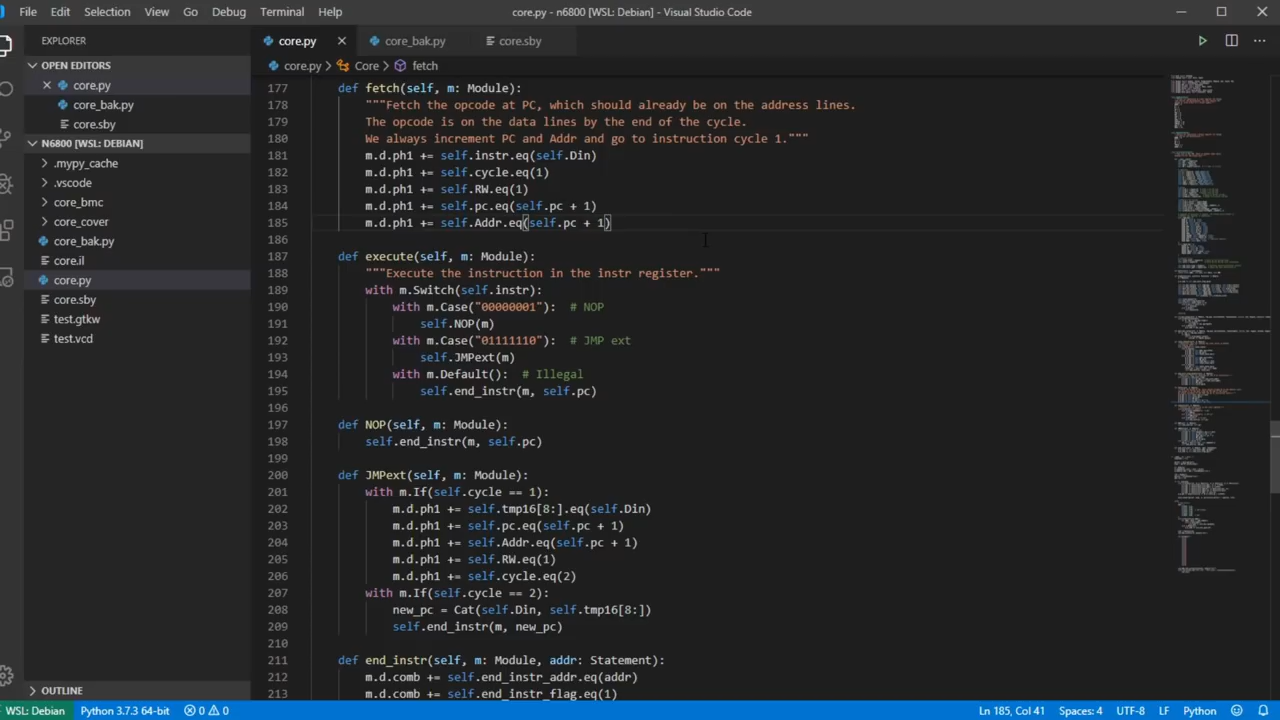 File Edit Selection View Go Debug Terminal Help core.py - n6800 [WSL: Debian] - Visual Studio Code
EXPLORER
OPEN EDITORS
core.py
core_bak.py
core.sby
N6800 [WSL: DEBIAN]
.mypy_cache
.vscode
core_bmc
core_cover
core_bak.py
core.il
core.py
core.sby
test.gtkw
test.vcd
OUTLINE
core.py core_bak.py core.sby
core.py > Core > fetch
177 def fetch(self, m: Module):
178 """Fetch the opcode at PC, which should already be on the address lines.
179 The opcode is on the data lines by the end of the cycle.
180 We always increment PC and Addr and go to instruction cycle 1."""
181 m.d.ph1 += self.instr.eq(self.Din)
182 m.d.ph1 += self.cycle.eq(1)
183 m.d.ph1 += self.RW.eq(1)
184 m.d.ph1 += self.pc.eq(self.pc + 1)
185 m.d.ph1 += self.Addr.eq(self.pc + 1)
186
187 def execute(self, m: Module):
188 """Execute the instruction in the instr register."""
189 with m.Switch(self.instr):
190 with m.Case("00000001"): # NOP
191 self.NOP(m)
192 with m.Case("01111110"): # JMP ext
193 self.JMPext(m)
194 with m.Default(): # Illegal
195 self.end_instr(m, self.pc)
196
197 def NOP(self, m: Module):
198 self.end_instr(m, self.pc)
199
200 def JMPext(self, m: Module):
201 with m.If(self.cycle == 1):
202 m.d.ph1 += self.tmp16[8:].eq(self.Din)
203 m.d.ph1 += self.pc.eq(self.pc + 1)
204 m.d.ph1 += self.Addr.eq(self.pc + 1)
205 m.d.ph1 += self.RW.eq(1)
206 m.d.ph1 += self.cycle.eq(2)
207 with m.If(self.cycle == 2):
208 new_pc = Cat(self.Din, self.tmp16[8:])
209 self.end_instr(m, new_pc)
210
211 def end_instr(self, m: Module, addr: Statement):
212 m.d.comb += self.end_instr_addr.eq(addr)
213 m.d.comb += self.end_instr_flag.eq(1)
WSL: Debian Python 3.7.3 64-bit 0 0 Ln 185, Col 41 Spaces: 4 UTF-8 LF Python